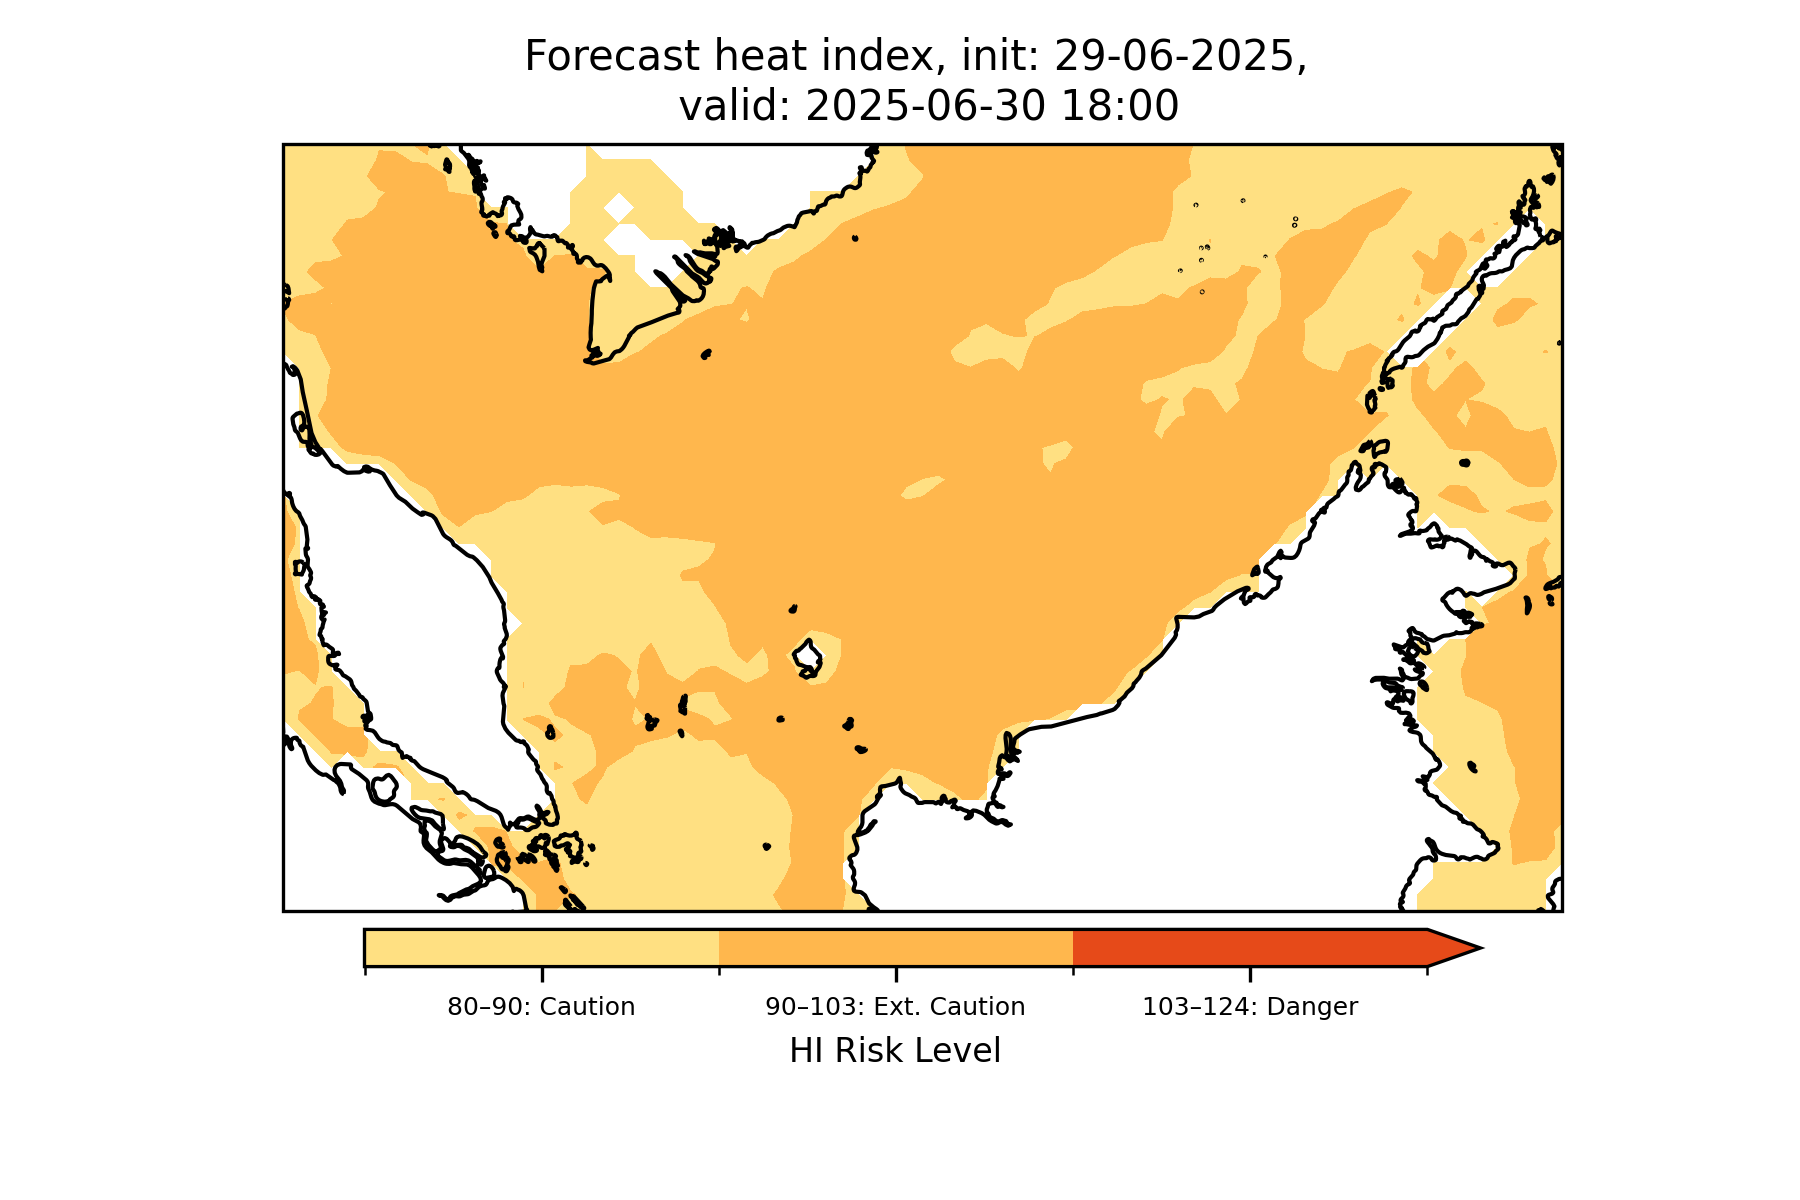 Forecast heat index, init: 29-06-2025,
valid: 2025-06-30 18:00
80–90: Caution
90–103: Ext. Caution
103–124: Danger
HI Risk Level